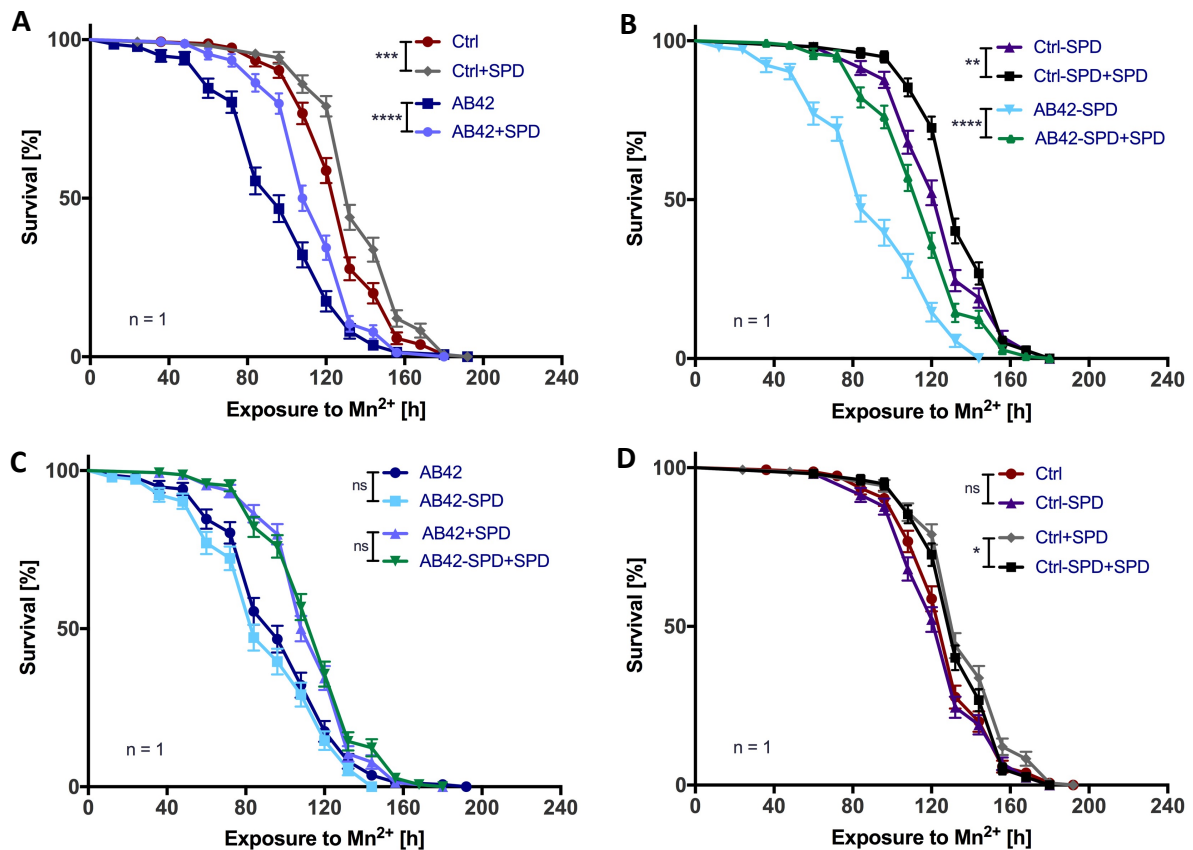 A
100
50
0
Survival [%]
0 40 80 120 160 200 240
Exposure to Mn2+ [h]
n = 1
***
Ctrl
Ctrl+SPD
****
AB42
AB42+SPD
B
100
50
0
Survival [%]
0 40 80 120 160 200 240
Exposure to Mn2+ [h]
n = 1
**
Ctrl-SPD
Ctrl-SPD+SPD
****
AB42-SPD
AB42-SPD+SPD
C
100
50
0
Survival [%]
0 40 80 120 160 200 240
Exposure to Mn2+ [h]
n = 1
ns
AB42
AB42-SPD
ns
AB42+SPD
AB42-SPD+SPD
D
100
50
0
Survival [%]
0 40 80 120 160 200 240
Exposure to Mn2+ [h]
n = 1
ns
Ctrl
Ctrl-SPD
*
Ctrl+SPD
Ctrl-SPD+SPD